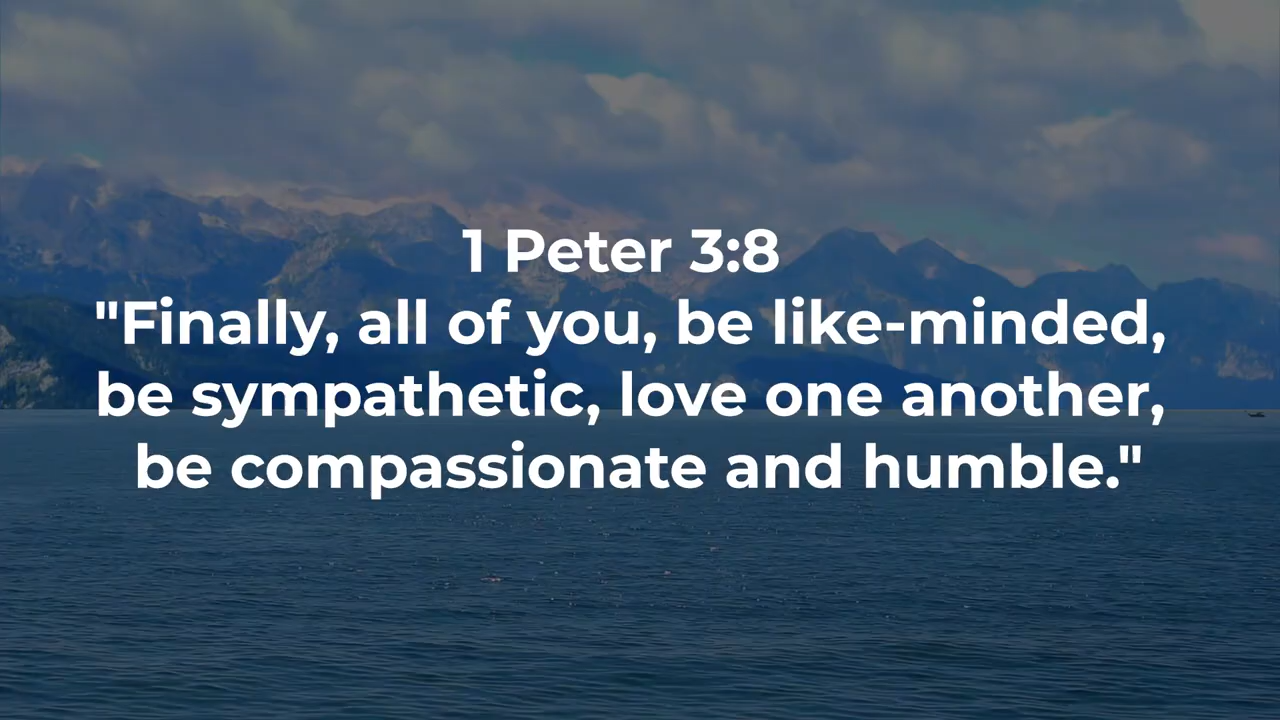 1 Peter 3:8
"Finally, all of you, be like-minded,
be sympathetic, love one another,
be compassionate and humble."